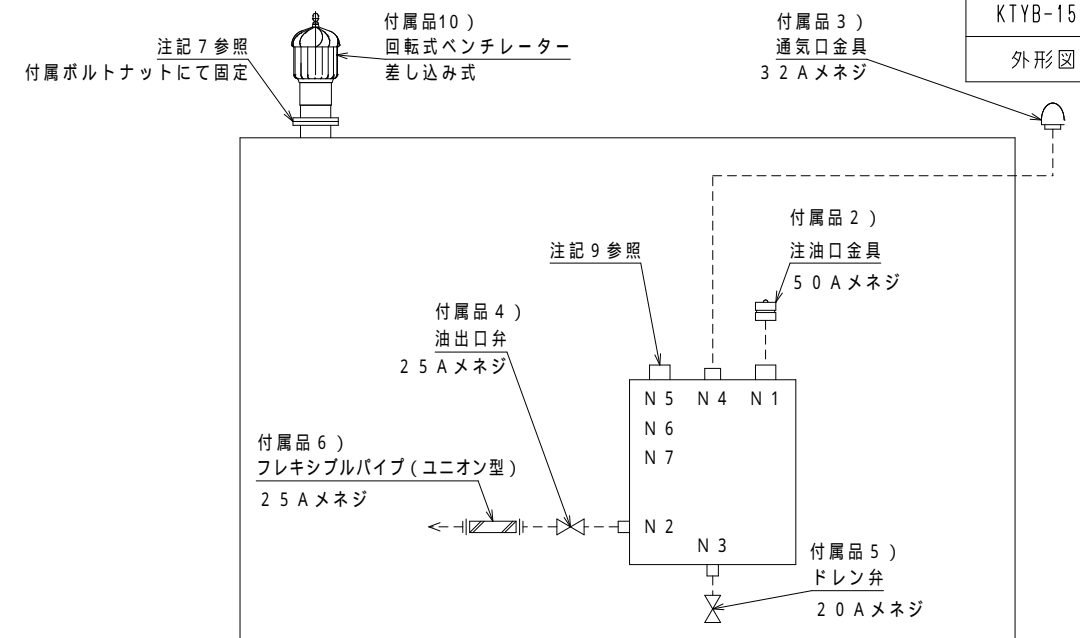 KTYB-15
外形図
付属品10)
回転式ベンチレーター
差し込み式
注記7参照
付属ボルトナットにて固定
付属品3)
通気口金具
32Aメネジ
付属品2)
注油口金具
50Aメネジ
注記9参照
付属品4)
油出口弁
25Aメネジ
N5 N4 N1
N6
N7
付属品6)
フレキシブルパイプ(ユニオン型)
25Aメネジ
N2
N3
付属品5)
ドレン弁
20Aメネジ